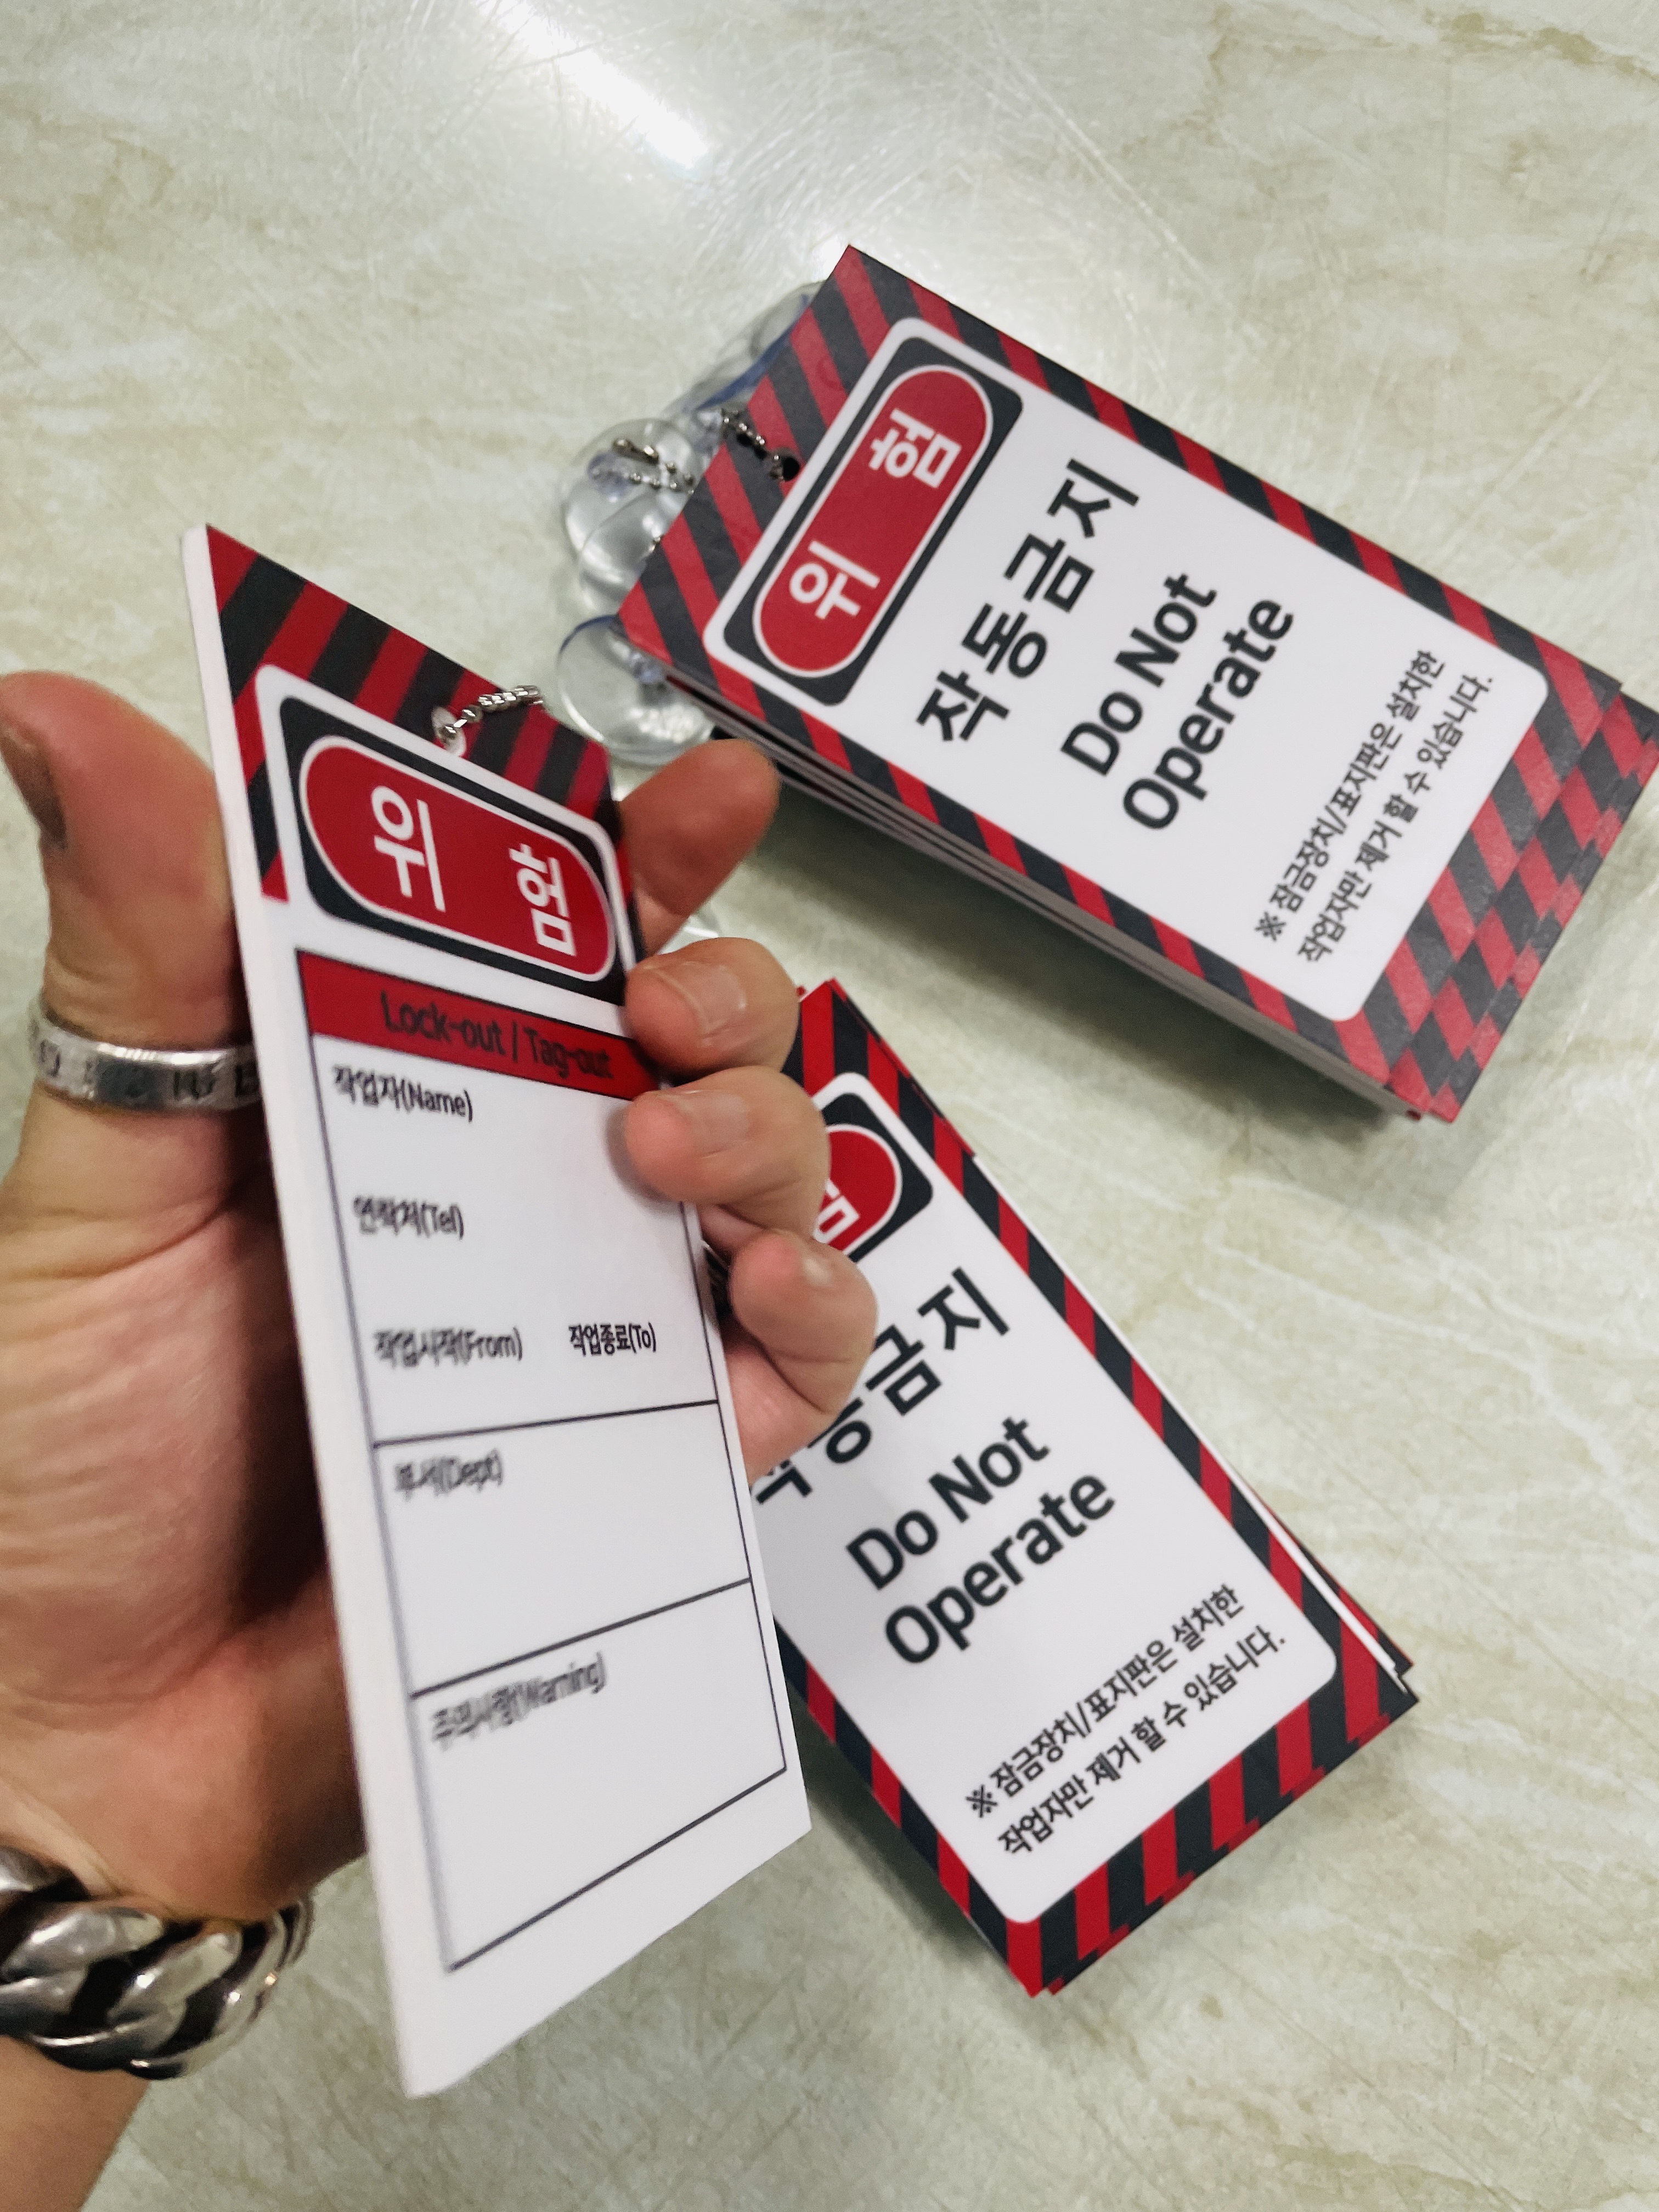 위 험
작동금지
Do Not
Operate
※ 잠금장치/표지판은 설치한
작업자만 제거 할 수 있습니다.
위 험
Lock-out / Tag-out
작업자(Name)
연락처(Tel)
작업시작(From) 작업종료(To)
부서(Dept)
주의사항(Warning)
험
동금지
Do Not
Operate
※ 잠금장치/표지판은 설치한
작업자만 제거 할 수 있습니다.